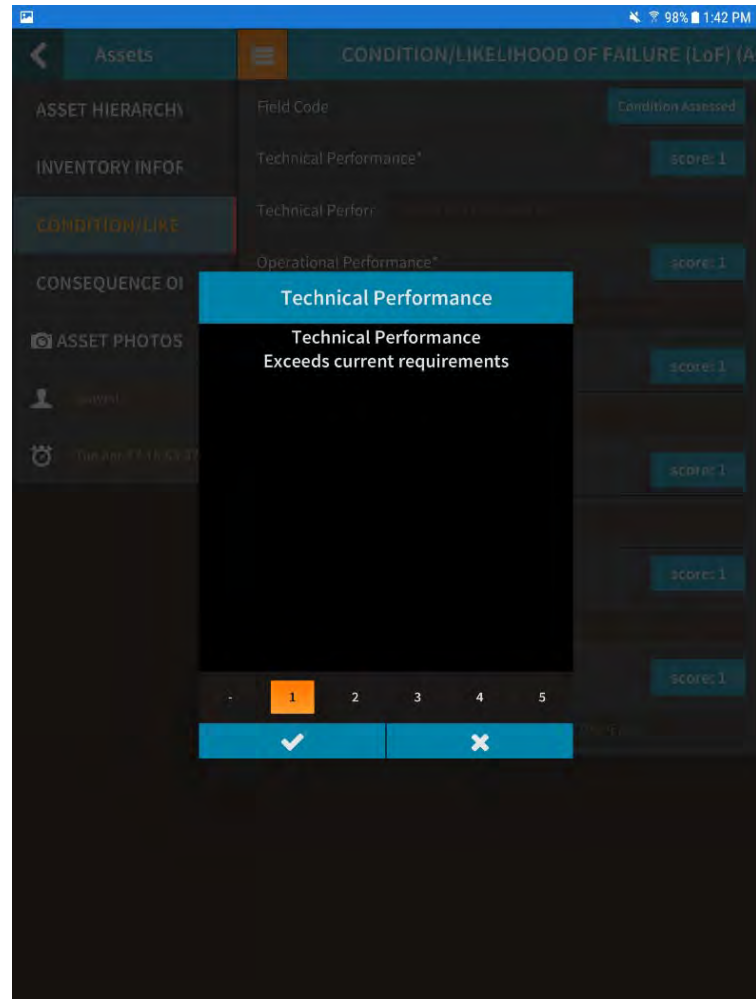 98% 1:42 PM
Assets
CONDITION/LIKELIHOOD OF FAILURE (LoF) (A
ASSET HIERARCHY
INVENTORY INFOR
CONDITION/LIKE
CONSEQUENCE OF
ASSET PHOTOS
Field Code
Condition Assessed
Technical Performance*
score: 1
Technical Perfor
Operational Performance*
score: 1
Technical Performance
Technical Performance
Exceeds current requirements
score: 1
score: 1
score: 1
score: 1
- 1 2 3 4 5